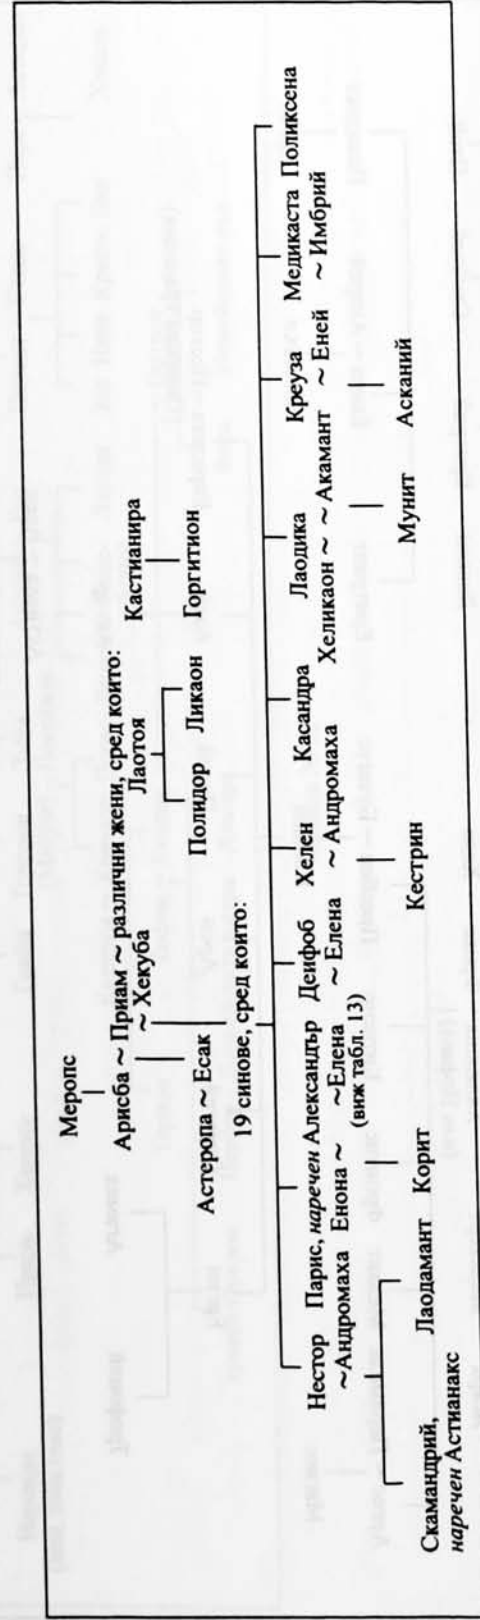 Меропс
Арисба ~ Приам ~ различни жени, сред които:
~ Хекуба
Лаотоя
Кастианира
Астеропа ~ Есак
Полидор Ликаон
Горгитион
19 синове, сред които:
Нестор Парис, наречен Александър Деифоб Хелен Касандра Лаодика Креуза Медикаста Поликсена
~Андромаха Енона ~ ~Елена ~ Елена ~ Андромаха Хеликаон ~ ~ Акамант ~ Еней ~ Имбрий
(виж табл. 13)
Скамандрий, Лаодамант Корит Кестрин Мунит Асканий
наречен Астианакс